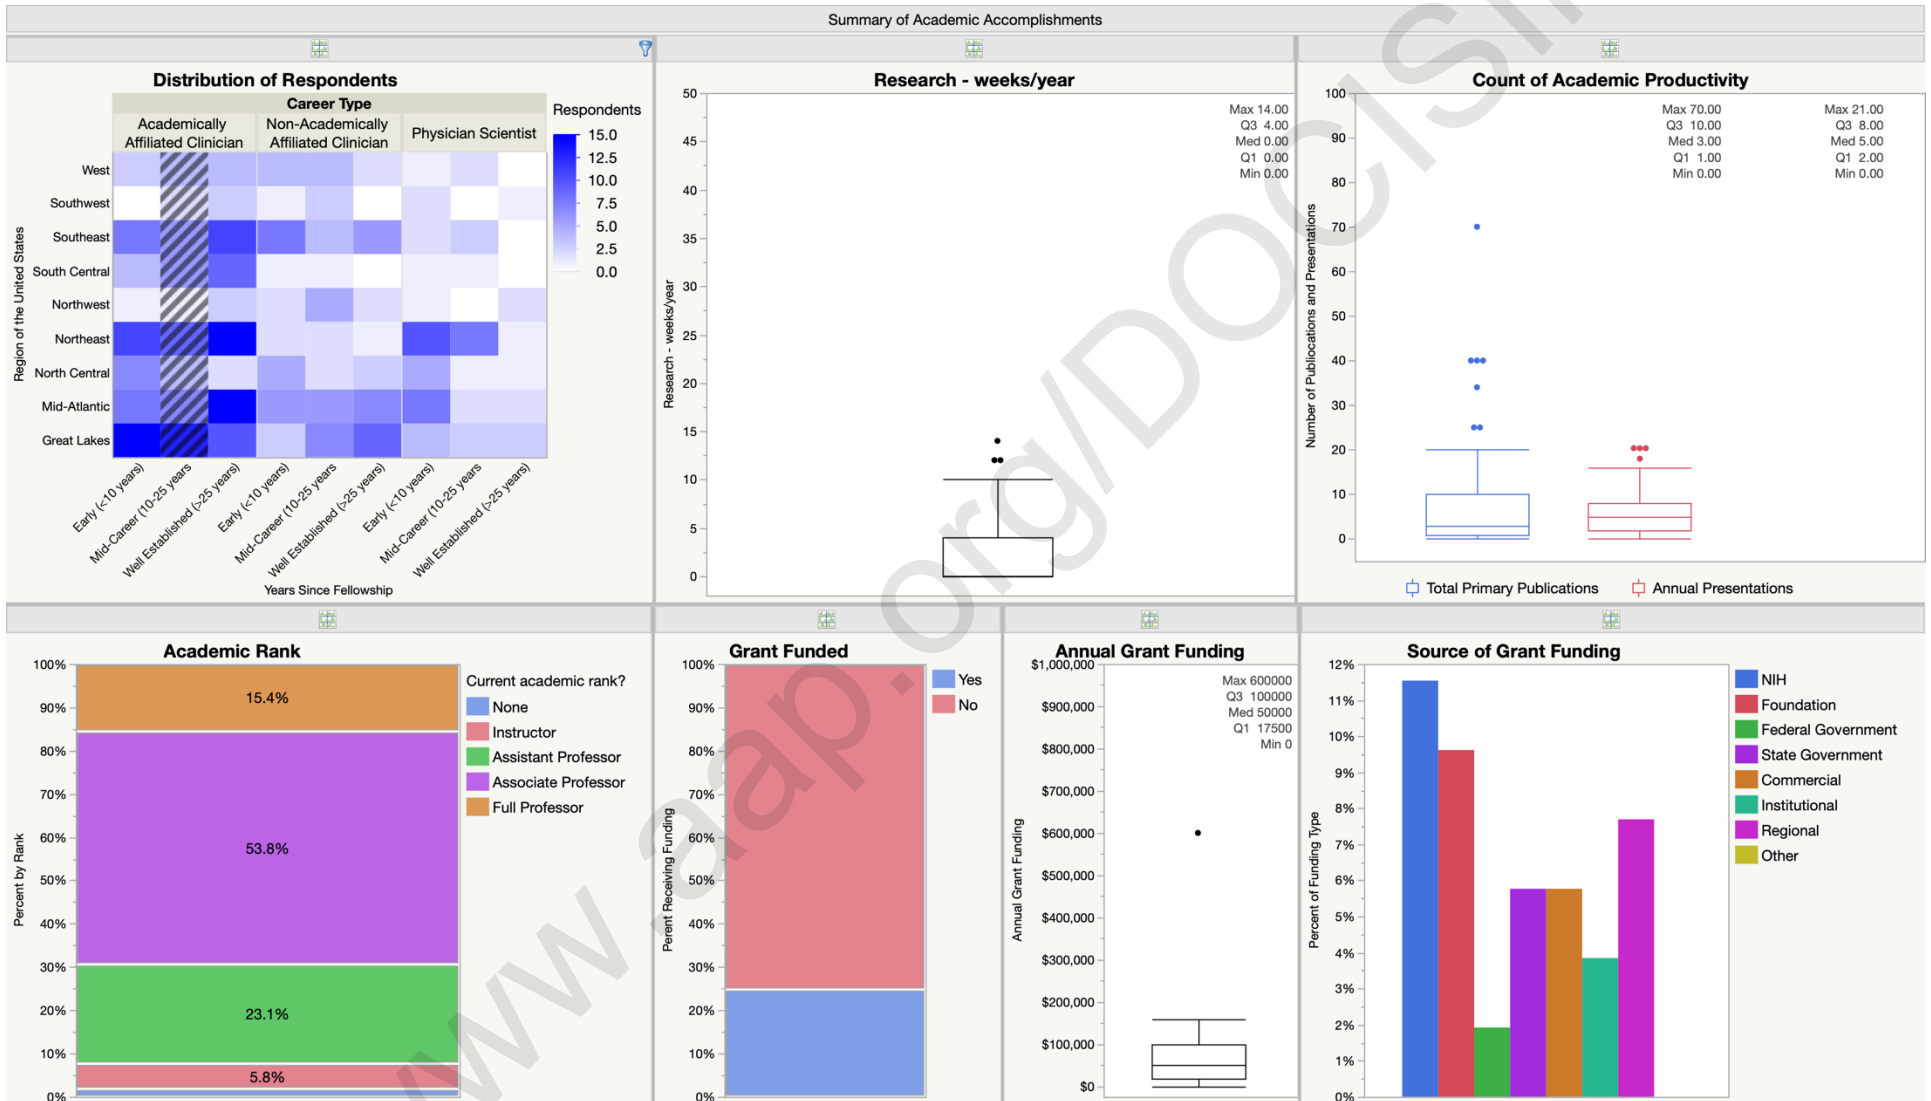 Summary of Academic Accomplishments
Distribution of Respondents
Career Type
Academically
Affiliated Clinician
Non-Academically
Affiliated Clinician
Physician Scientist
Respondents
15.0
12.5
10.0
7.5
5.0
2.5
0.0
Region of the United States
West
Southwest
Southeast
South Central
Northwest
Northeast
North Central
Mid-Atlantic
Great Lakes
Early (<10 years)
Mid-Career (10-25 years
Well Established (>25 years)
Early (<10 years)
Mid-Career (10-25 years
Well Established (>25 years)
Early (<10 years)
Mid-Career (10-25 years
Well Established (>25 years)
Years Since Fellowship
Research - weeks/year
Research - weeks/year
50
45
40
35
30
25
20
15
10
5
0
Max 14.00
Q3 4.00
Med 0.00
Q1 0.00
Min 0.00
Count of Academic Productivity
Number of Publiocations and Presentations
100
90
80
70
60
50
40
30
20
10
0
Max 70.00
Q3 10.00
Med 3.00
Q1 1.00
Min 0.00
Max 21.00
Q3 8.00
Med 5.00
Q1 2.00
Min 0.00
Total Primary Publications
Annual Presentations
Academic Rank
Percent by Rank
100%
90%
80%
70%
60%
50%
40%
30%
20%
10%
0%
15.4%
53.8%
23.1%
5.8%
Current academic rank?
None
Instructor
Assistant Professor
Associate Professor
Full Professor
Grant Funded
Perent Receiving Funding
100%
90%
80%
70%
60%
50%
40%
30%
20%
10%
0%
Yes
No
Annual Grant Funding
Annual Grant Funding
$1,000,000
$900,000
$800,000
$700,000
$600,000
$500,000
$400,000
$300,000
$200,000
$100,000
$0
Max 600000
Q3 100000
Med 50000
Q1 17500
Min 0
Source of Grant Funding
Percent of Funding Type
12%
11%
10%
9%
8%
7%
6%
5%
4%
3%
2%
1%
0%
NIH
Foundation
Federal Government
State Government
Commercial
Institutional
Regional
Other